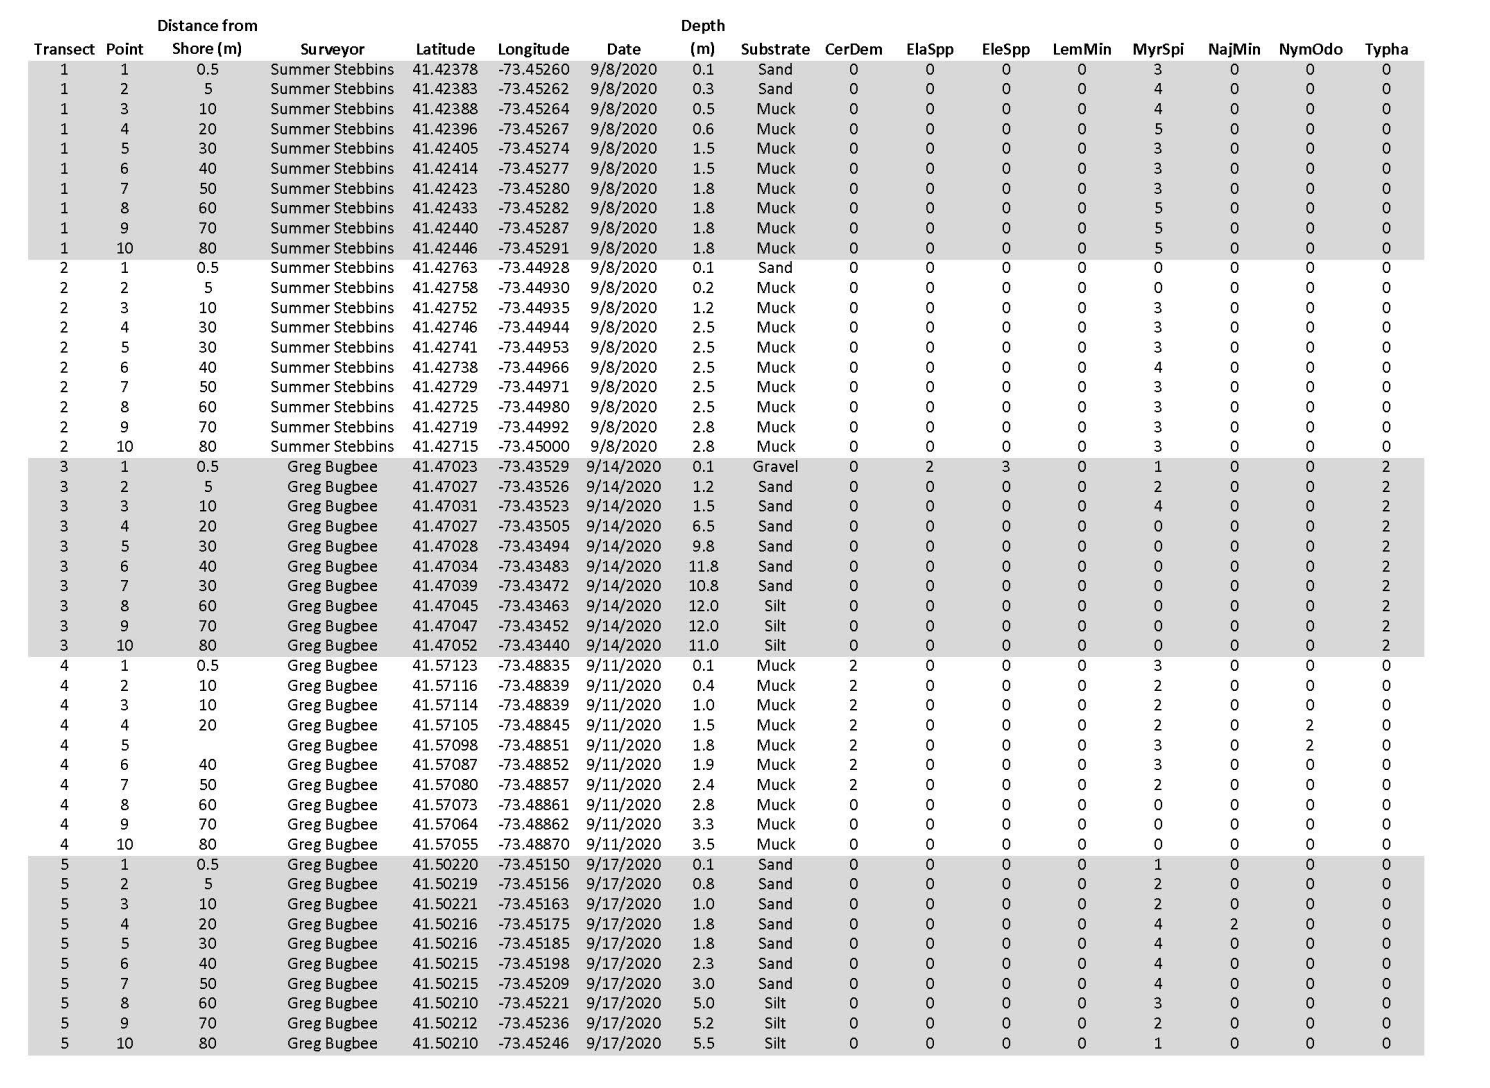 Distance from Depth
Transect Point Shore (m) Surveyor Latitude Longitude Date (m) Substrate CerDem ElaSpp EleSpp LemMin MyrSpi NajMin NymOdo Typha
1 1 0.5 Summer Stebbins 41.42378 -73.45260 9/8/2020 0.1 Sand 0 0 0 0 3 0 0 0
1 2 5 Summer Stebbins 41.42383 -73.45262 9/8/2020 0.3 Sand 0 0 0 0 4 0 0 0
1 3 10 Summer Stebbins 41.42388 -73.45264 9/8/2020 0.5 Muck 0 0 0 0 4 0 0 0
1 4 20 Summer Stebbins 41.42396 -73.45267 9/8/2020 0.6 Muck 0 0 0 0 5 0 0 0
1 5 30 Summer Stebbins 41.42405 -73.45274 9/8/2020 1.5 Muck 0 0 0 0 3 0 0 0
1 6 40 Summer Stebbins 41.42414 -73.45277 9/8/2020 1.5 Muck 0 0 0 0 3 0 0 0
1 7 50 Summer Stebbins 41.42423 -73.45280 9/8/2020 1.8 Muck 0 0 0 0 3 0 0 0
1 8 60 Summer Stebbins 41.42433 -73.45282 9/8/2020 1.8 Muck 0 0 0 0 5 0 0 0
1 9 70 Summer Stebbins 41.42440 -73.45287 9/8/2020 1.8 Muck 0 0 0 0 5 0 0 0
1 10 80 Summer Stebbins 41.42446 -73.45291 9/8/2020 1.8 Muck 0 0 0 0 5 0 0 0
2 1 0.5 Summer Stebbins 41.42763 -73.44928 9/8/2020 0.1 Sand 0 0 0 0 0 0 0 0
2 2 5 Summer Stebbins 41.42758 -73.44930 9/8/2020 0.2 Muck 0 0 0 0 0 0 0 0
2 3 10 Summer Stebbins 41.42752 -73.44935 9/8/2020 1.2 Muck 0 0 0 0 3 0 0 0
2 4 30 Summer Stebbins 41.42746 -73.44944 9/8/2020 2.5 Muck 0 0 0 0 3 0 0 0
2 5 30 Summer Stebbins 41.42741 -73.44953 9/8/2020 2.5 Muck 0 0 0 0 3 0 0 0
2 6 40 Summer Stebbins 41.42738 -73.44966 9/8/2020 2.5 Muck 0 0 0 0 4 0 0 0
2 7 50 Summer Stebbins 41.42729 -73.44971 9/8/2020 2.5 Muck 0 0 0 0 3 0 0 0
2 8 60 Summer Stebbins 41.42725 -73.44980 9/8/2020 2.5 Muck 0 0 0 0 3 0 0 0
2 9 70 Summer Stebbins 41.42719 -73.44992 9/8/2020 2.8 Muck 0 0 0 0 3 0 0 0
2 10 80 Summer Stebbins 41.42715 -73.45000 9/8/2020 2.8 Muck 0 0 0 0 3 0 0 0
3 1 0.5 Greg Bugbee 41.47023 -73.43529 9/14/2020 0.1 Gravel 0 2 3 0 1 0 0 2
3 2 5 Greg Bugbee 41.47027 -73.43526 9/14/2020 1.2 Sand 0 0 0 0 2 0 0 2
3 3 10 Greg Bugbee 41.47031 -73.43523 9/14/2020 1.5 Sand 0 0 0 0 4 0 0 2
3 4 20 Greg Bugbee 41.47027 -73.43505 9/14/2020 6.5 Sand 0 0 0 0 0 0 0 2
3 5 30 Greg Bugbee 41.47028 -73.43494 9/14/2020 9.8 Sand 0 0 0 0 0 0 0 2
3 6 40 Greg Bugbee 41.47034 -73.43483 9/14/2020 11.8 Sand 0 0 0 0 0 0 0 2
3 7 30 Greg Bugbee 41.47039 -73.43472 9/14/2020 10.8 Sand 0 0 0 0 0 0 0 2
3 8 60 Greg Bugbee 41.47045 -73.43463 9/14/2020 12.0 Silt 0 0 0 0 0 0 0 2
3 9 70 Greg Bugbee 41.47047 -73.43452 9/14/2020 12.0 Silt 0 0 0 0 0 0 0 2
3 10 80 Greg Bugbee 41.47052 -73.43440 9/14/2020 11.0 Silt 0 0 0 0 0 0 0 2
4 1 0.5 Greg Bugbee 41.57123 -73.48835 9/11/2020 0.1 Muck 2 0 0 0 3 0 0 0
4 2 10 Greg Bugbee 41.57116 -73.48839 9/11/2020 0.4 Muck 2 0 0 0 2 0 0 0
4 3 10 Greg Bugbee 41.57114 -73.48839 9/11/2020 1.0 Muck 2 0 0 0 2 0 0 0
4 4 20 Greg Bugbee 41.57105 -73.48845 9/11/2020 1.5 Muck 2 0 0 0 2 0 2 0
4 5 Greg Bugbee 41.57098 -73.48851 9/11/2020 1.8 Muck 2 0 0 0 3 0 2 0
4 6 40 Greg Bugbee 41.57087 -73.48852 9/11/2020 1.9 Muck 2 0 0 0 3 0 0 0
4 7 50 Greg Bugbee 41.57080 -73.48857 9/11/2020 2.4 Muck 2 0 0 0 2 0 0 0
4 8 60 Greg Bugbee 41.57073 -73.48861 9/11/2020 2.8 Muck 0 0 0 0 0 0 0 0
4 9 70 Greg Bugbee 41.57064 -73.48862 9/11/2020 3.3 Muck 0 0 0 0 0 0 0 0
4 10 80 Greg Bugbee 41.57055 -73.48870 9/11/2020 3.5 Muck 0 0 0 0 0 0 0 0
5 1 0.5 Greg Bugbee 41.50220 -73.45150 9/17/2020 0.1 Sand 0 0 0 0 1 0 0 0
5 2 5 Greg Bugbee 41.50219 -73.45156 9/17/2020 0.8 Sand 0 0 0 0 2 0 0 0
5 3 10 Greg Bugbee 41.50221 -73.45163 9/17/2020 1.0 Sand 0 0 0 0 2 0 0 0
5 4 20 Greg Bugbee 41.50216 -73.45175 9/17/2020 1.8 Sand 0 0 0 0 4 2 0 0
5 5 30 Greg Bugbee 41.50216 -73.45185 9/17/2020 1.8 Sand 0 0 0 0 4 0 0 0
5 6 40 Greg Bugbee 41.50215 -73.45198 9/17/2020 2.3 Sand 0 0 0 0 4 0 0 0
5 7 50 Greg Bugbee 41.50215 -73.45209 9/17/2020 3.0 Sand 0 0 0 0 4 0 0 0
5 8 60 Greg Bugbee 41.50210 -73.45221 9/17/2020 5.0 Silt 0 0 0 0 3 0 0 0
5 9 70 Greg Bugbee 41.50212 -73.45236 9/17/2020 5.2 Silt 0 0 0 0 2 0 0 0
5 10 80 Greg Bugbee 41.50210 -73.45246 9/17/2020 5.5 Silt 0 0 0 0 1 0 0 0